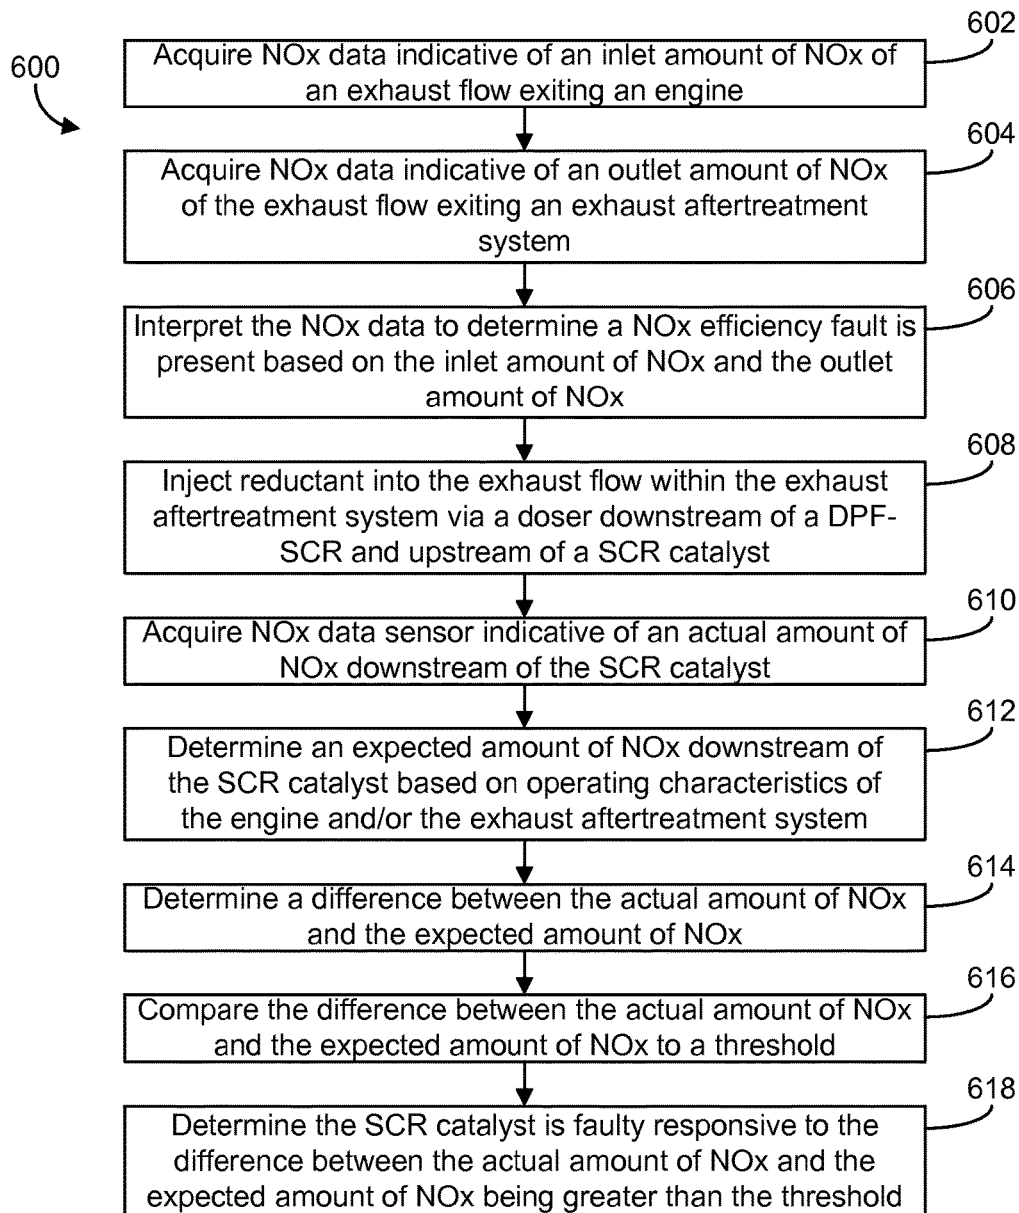 600
602
Acquire NOx data indicative of an inlet amount of NOx of
an exhaust flow exiting an engine
604
Acquire NOx data indicative of an outlet amount of NOx
of the exhaust flow exiting an exhaust aftertreatment
system
606
Interpret the NOx data to determine a NOx efficiency fault is
present based on the inlet amount of NOx and the outlet
amount of NOx
608
Inject reductant into the exhaust flow within the exhaust
aftertreatment system via a doser downstream of a DPF-
SCR and upstream of a SCR catalyst
610
Acquire NOx data sensor indicative of an actual amount of
NOx downstream of the SCR catalyst
612
Determine an expected amount of NOx downstream of
the SCR catalyst based on operating characteristics of
the engine and/or the exhaust aftertreatment system
614
Determine a difference between the actual amount of NOx
and the expected amount of NOx
616
Compare the difference between the actual amount of NOx
and the expected amount of NOx to a threshold
618
Determine the SCR catalyst is faulty responsive to the
difference between the actual amount of NOx and the
expected amount of NOx being greater than the threshold